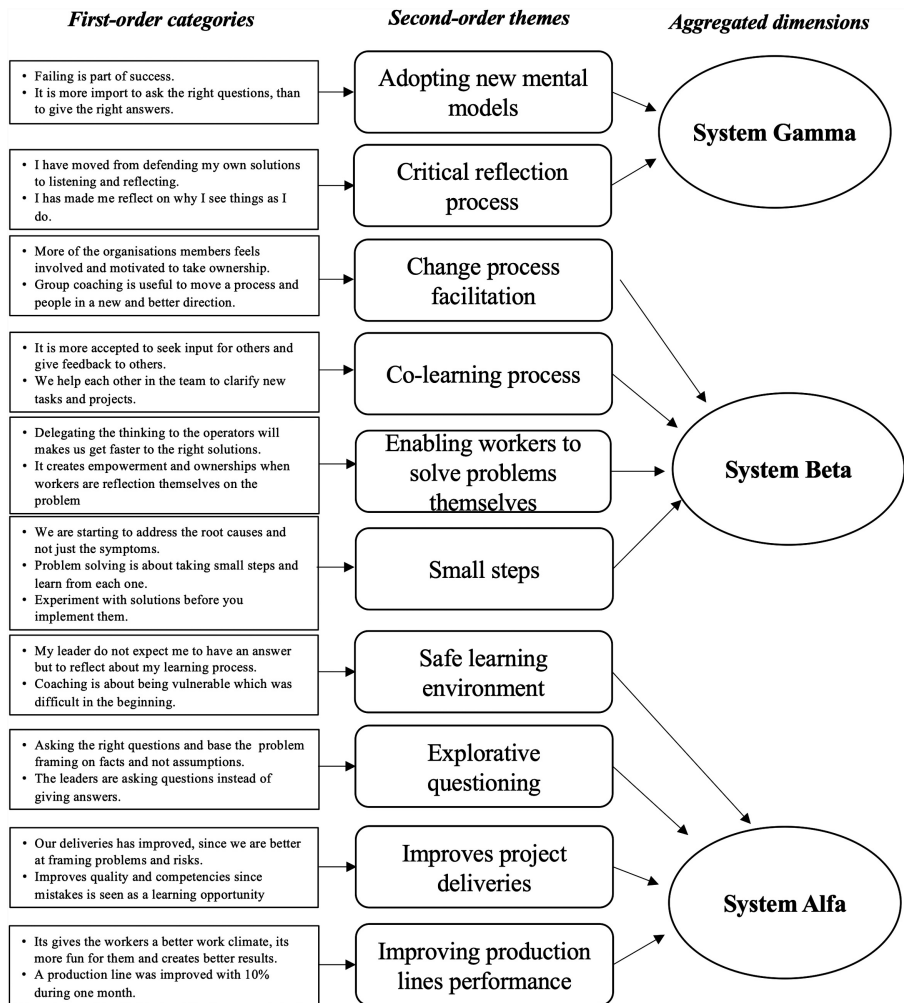 First-order categories
Second-order themes
Aggregated dimensions
• Failing is part of success.
• It is more import to ask the right questions, than
to give the right answers.
Adopting new mental
models
System Gamma
• I have moved from defending my own solutions
to listening and reflecting.
• I has made me reflect on why I see things as I
do.
Critical reflection
process
• More of the organisations members feels
involved and motivated to take ownership.
• Group coaching is useful to move a process and
people in a new and better direction.
Change process
facilitation
• It is more accepted to seek input for others and
give feedback to others.
• We help each other in the team to clarify new
tasks and projects.
Co-learning process
• Delegating the thinking to the operators will
makes us get faster to the right solutions.
• It creates empowerment and ownerships when
workers are reflection themselves on the
problem
Enabling workers to
solve problems
themselves
System Beta
• We are starting to address the root causes and
not just the symptoms.
• Problem solving is about taking small steps and
learn from each one.
• Experiment with solutions before you
implement them.
Small steps
• My leader do not expect me to have an answer
but to reflect about my learning process.
• Coaching is about being vulnerable which was
difficult in the beginning.
Safe learning
environment
• Asking the right questions and base the problem
framing on facts and not assumptions.
• The leaders are asking questions instead of
giving answers.
Explorative
questioning
• Our deliveries has improved, since we are better
at framing problems and risks.
• Improves quality and competencies since
mistakes is seen as a learning opportunity
Improves project
deliveries
System Alfa
• Its gives the workers a better work climate, its
more fun for them and creates better results.
• A production line was improved with 10%
during one month.
Improving production
lines performance